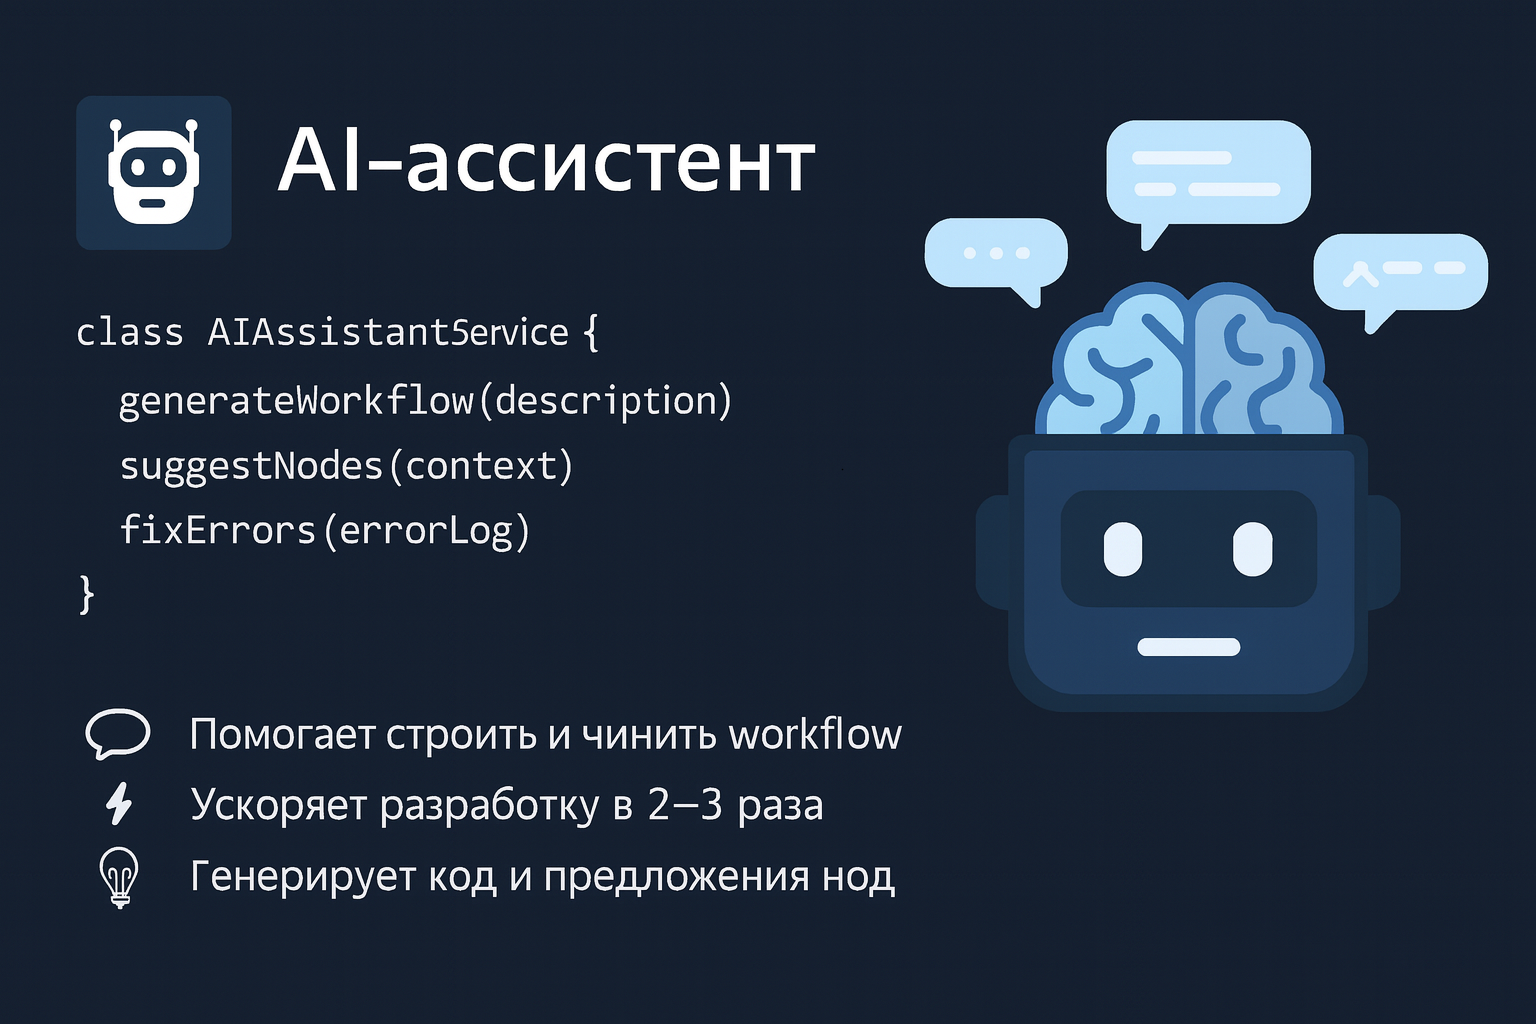 AI-ассистент
class AIAssistantService {
generateWorkflow(description)
suggestNodes(context)
fixErrors(errorLog)
}
Помогает строить и чинить workflow
Ускоряет разработку в 2–3 раза
Генерирует код и предложения нод